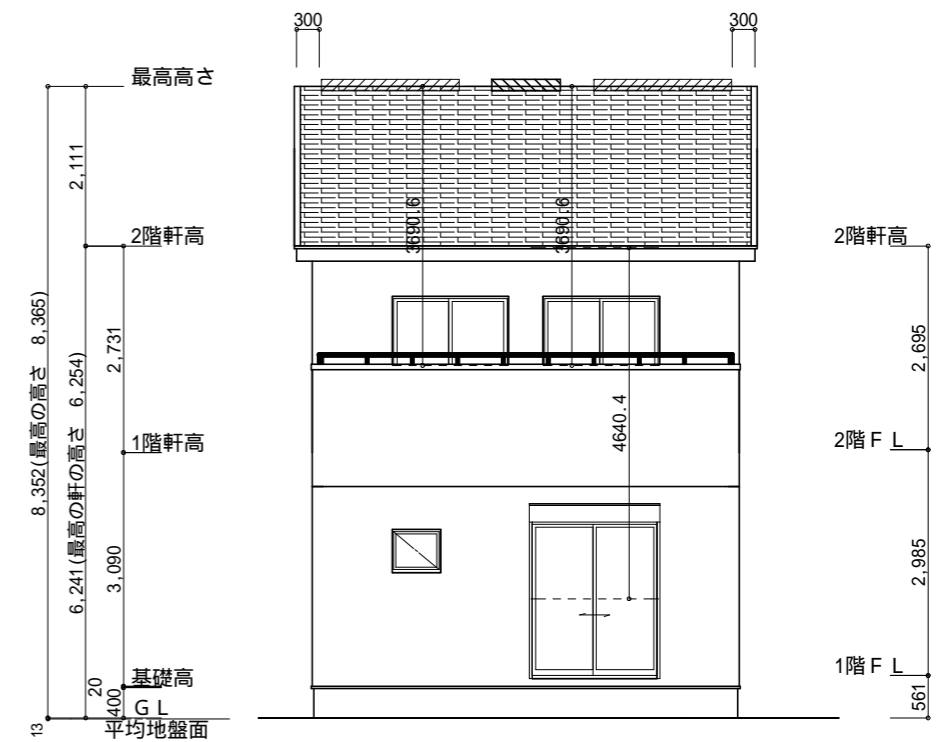 300
300
最高高さ
2,111
2階軒高
2階軒高
3690.6
3690.6
8,352(最高の高さ 8,365)
6,241(最高の軒の高さ 6,254)
2,731
2,695
4640.4
1階軒高
2階ＦＬ
3,090
2,985
基礎高
1階ＦＬ
20
400
561
ＧＬ
平均地盤面
13